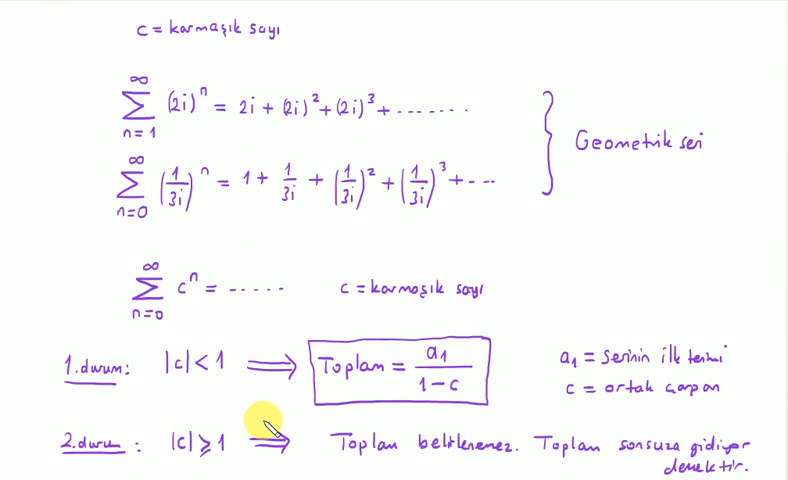 c = karmaşık sayı
∞
∑ (2i)ⁿ = 2i + (2i)² + (2i)³ + ........
n=1
Geometrik seri
∞
∑ (1/3i)ⁿ = 1 + 1/3i + (1/3i)² + (1/3i)³ + ...
n=0
∞
∑ cⁿ = ...... c = karmaşık sayı
n=0
1.durum: |c| < 1 ⟹ Toplam = a₁/(1-c) a₁ = Serinin ilk terimi
c = ortak çarpan
2.durum : |c| ⩾ 1 ⟹ Toplam belirlenemez. Toplam sonsuza gidiyor
demektir.